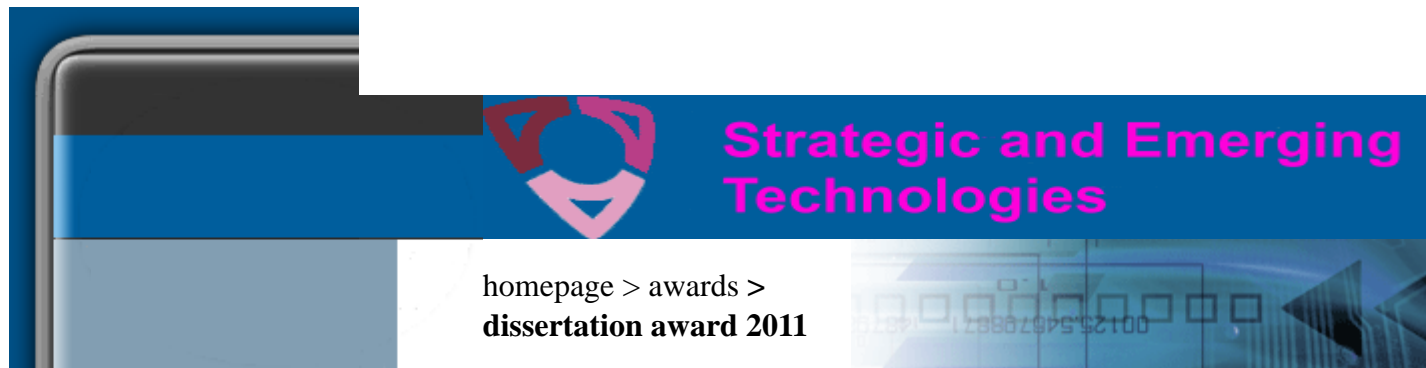 Strategic and Emerging
Technologies
homepage > awards >
dissertation award 2011